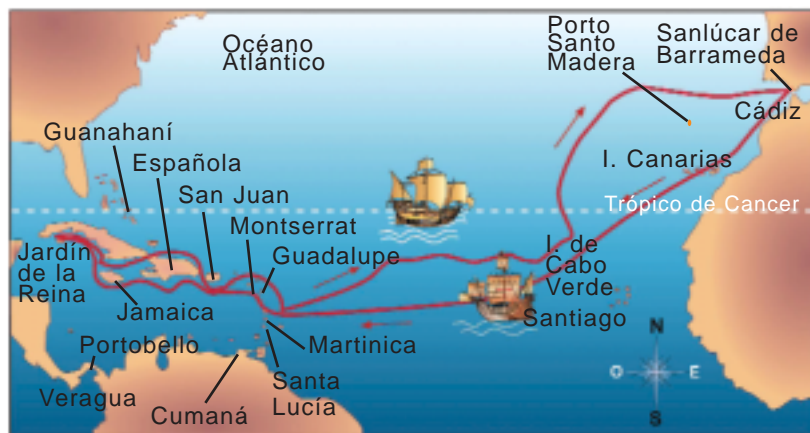 Océano
Atlántico
Porto
Santo
Madera
Sanlúcar de
Barrameda
Cádiz
Guanahaní
Española
San Juan
I. Canarias
Trópico de Cancer
Montserrat
Guadalupe
Jardín
de la
Reina
I. de
Cabo
Verde
Santiago
Jamaica
Portobello
Martinica
Veragua
Santa
Lucía
Cumaná
N
O
E
S